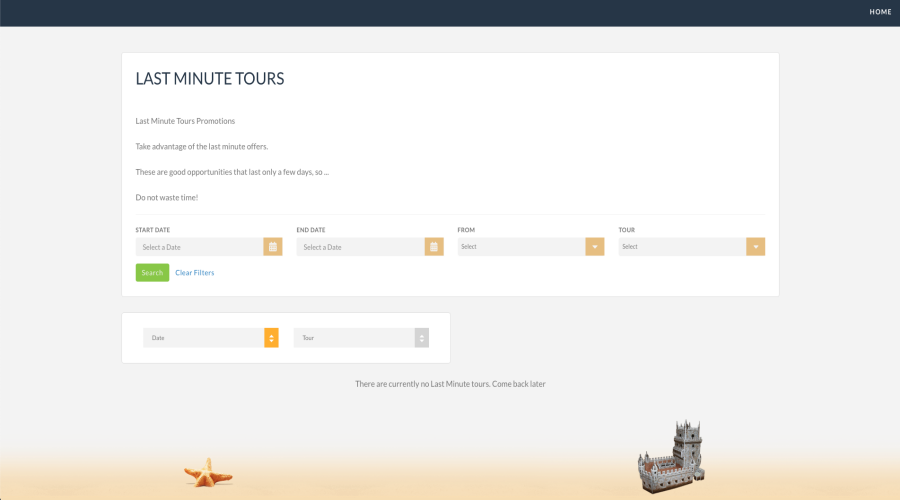 HOME
LAST MINUTE TOURS
Last Minute Tours Promotions
Take advantage of the last minute offers.
These are good opportunities that last only a few days, so ...
Do not waste time!
START DATE
END DATE
FROM
TOUR
Select a Date
Select a Date
Select
Select
Search
Clear Filters
Date
Tour
There are currently no Last Minute tours. Come back later